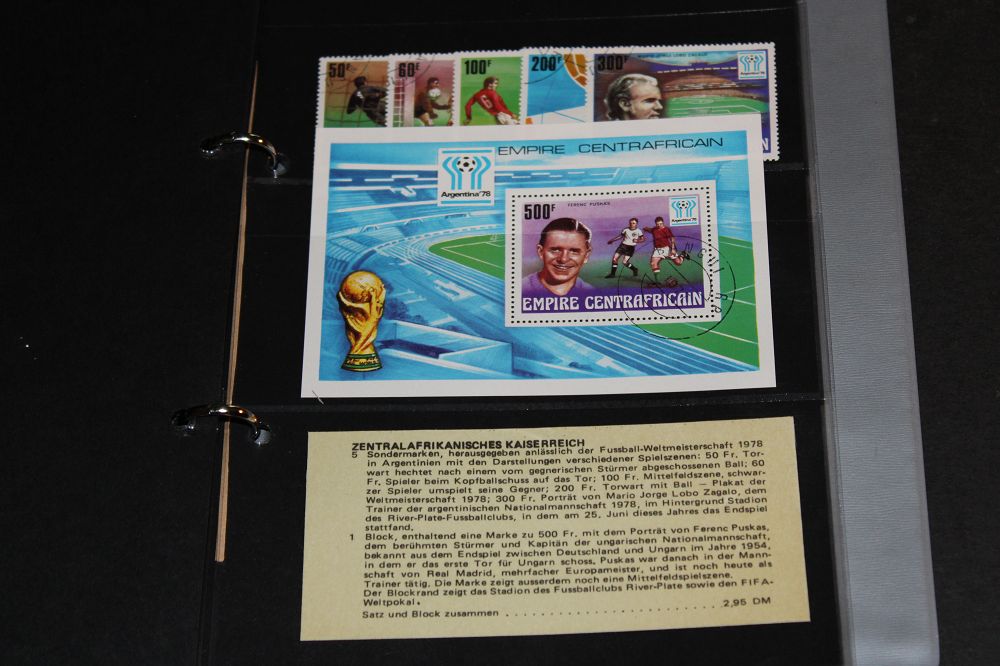 50F 60F 100F 200F 300F
EMPIRE CENTRAFRICAIN
Argentina'78
500F FERENC PUSKAS
Argentina'78
EMPIRE CENTRAFRICAIN
ZENTRALAFRIKANISCHES KAISERREICH
5 Sondermarken, herausgegeben anlässlich der Fussball-Weltmeisterschaft 1978
in Argentinien mit den Darstellungen verschiedener Spielszenen: 50 Fr. Tor-
wart hechtet nach einem vom gegnerischen Stürmer abgeschossenen Ball; 60
Fr. Spieler beim Kopfballschuss auf das Tor; 100 Fr. Mittelfeldszene, schwar-
zer Spieler umspielt seine Gegner; 200 Fr. Torwart mit Ball — Plakat der
Weltmeisterschaft 1978; 300 Fr. Porträt von Mario Jorge Lobo Zagalo, dem
Trainer der argentinischen Nationalmannschaft 1978, im Hintergrund Stadion
des River-Plate-Fussballclubs, in dem am 25. Juni dieses Jahres das Endspiel
stattfand.
1 Block, enthaltend eine Marke zu 500 Fr. mit dem Porträt von Ferenc Puskas,
dem berühmten Stürmer und Kapitän der ungarischen Nationalmannschaft,
bekannt aus dem Endspiel zwischen Deutschland und Ungarn im Jahre 1954,
in dem er das erste Tor für Ungarn schoss. Puskas war danach in der Mann-
schaft von Real Madrid, mehrfacher Europameister, und ist noch heute als
Trainer tätig. Die Marke zeigt ausserdem noch eine Mittelfeldspielszene.
Der Blockrand zeigt das Stadion des Fussballclubs River-Plate sowie den FIFA-
Weltpokal.
Satz und Block zusammen . . . . . . . . . . . . . . . . . . . 2,95 DM